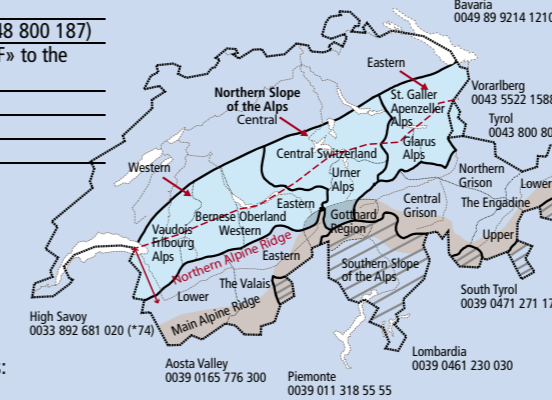 48 800 187)
F» to the
Bavaria
0049 89 9214 1210
Eastern
Northern Slope
of the Alps
Central
St. Galler
Apenzeller
Alps
Vorarlberg
0043 5522 1588
Tyrol
0043 800 80
Central Switzerland
Glarus
Alps
Western
Urner
Alps
Northern
Grison
Lower
Eastern
Central
Grison
The Engadine
Bernese Oberland
Western
Gotthard
Region
Vaudois
Fribourg
Alps
Upper
Northern Alpine Ridge
Eastern
Southern Slope
of the Alps
The Valais
Lower
South Tyrol
0039 0471 271 17
Main Alpine Ridge
High Savoy
0033 892 681 020 (*74)
Lombardia
0039 0461 230 030
s:
Aosta Valley
0039 0165 776 300
Piemonte
0039 011 318 55 55